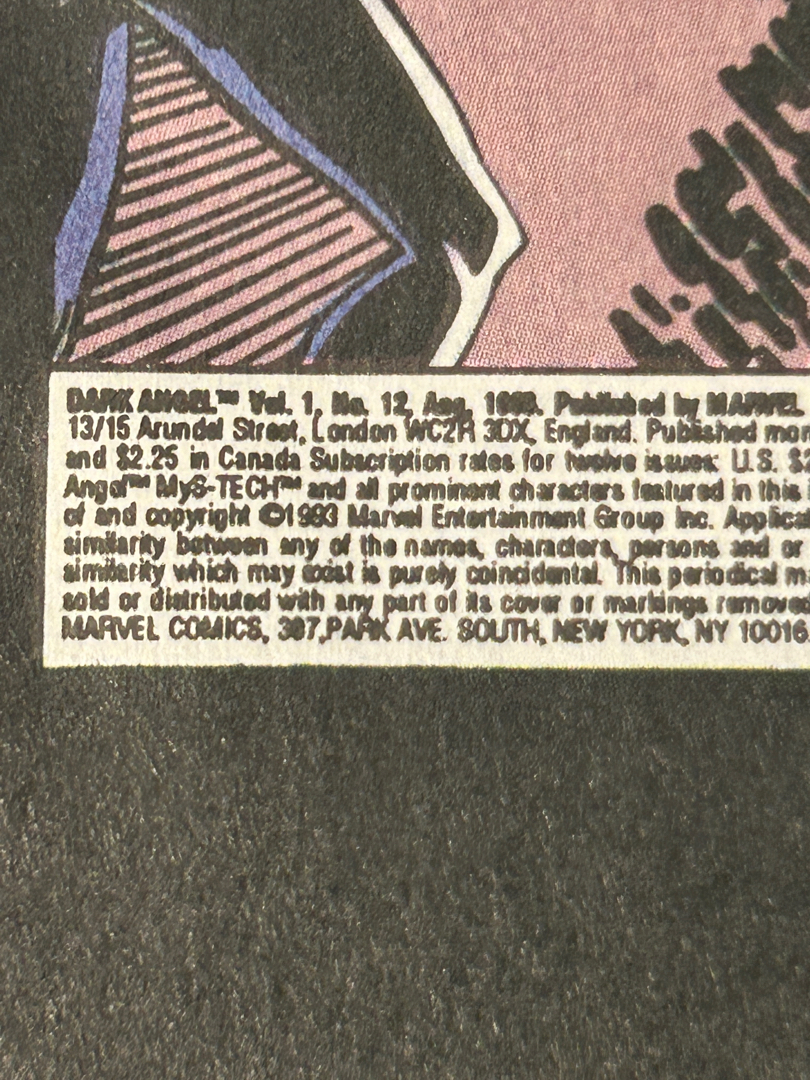 DARK ANGEL™ Vol. 1, No. 12, Aug. 1993. Published by MARVEL
13/15 Arundel Street, London WC2R 3DX, England. Published mon
and $2.25 in Canada Subscription rates for twelve issues: U.S. $2
Angel™ MyS-TECH™ and all prominent characters featured in this
of and copyright ©1993 Marvel Entertainment Group Inc. Applica
similarity between any of the names, characters, persons and or
similarity which may exist is purely coincidental. This periodical m
sold or distributed with any part of its cover or markings remove
MARVEL COMICS, 387,PARK AVE. SOUTH, NEW YORK, NY 10016.